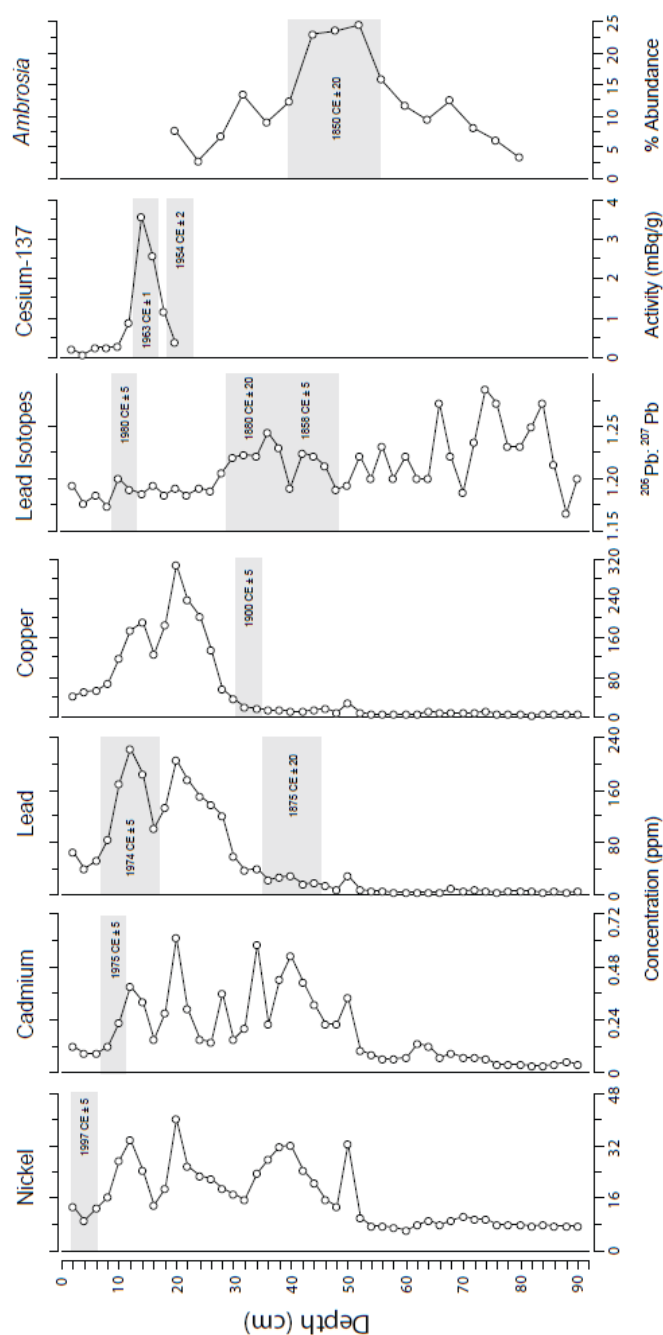 Nickel
Cadmium
Lead
Copper
Lead Isotopes
Cesium-137
Ambrosia
Depth (cm)
0
10
20
30
40
50
60
70
80
90
1997 CE ± 5
1975 CE ± 5
1974 CE ± 5
1875 CE ± 20
1900 CE ± 5
1980 CE ± 5
1880 CE ± 20
1858 CE ± 5
1963 CE ± 1
1954 CE ± 2
1850 CE ± 20
0 16 32 48
0 0.24 0.48 0.72
0 80 160 240
0 80 160 240 320
1.15 1.20 1.25
0 1 2 3 4
0 5 10 15 20 25
Concentration (ppm)
²⁰⁶Pb: ²⁰⁷Pb
Activity (mBq/g)
% Abundance